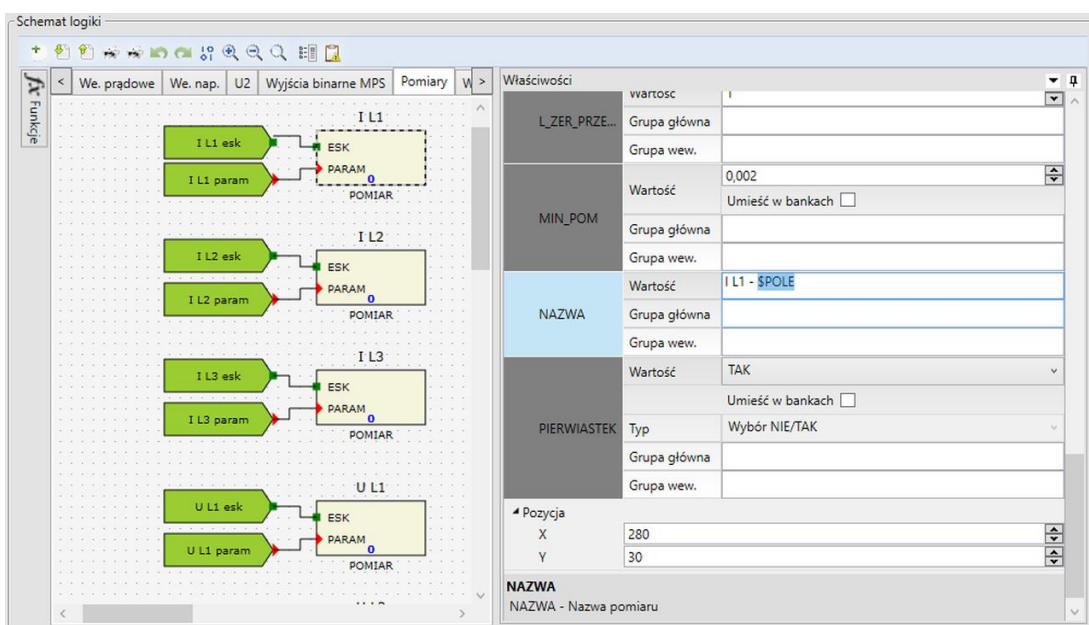 Schemat logiki
fx Funkcje
We. prądowe
We. nap.
U2
Wyjścia binarne MPS
Pomiary
W
I L1
I L1 esk
ESK
I L1 param
PARAM
0
POMIAR
I L2
I L2 esk
ESK
I L2 param
PARAM
0
POMIAR
I L3
I L3 esk
ESK
I L3 param
PARAM
0
POMIAR
U L1
U L1 esk
ESK
U L1 param
PARAM
0
POMIAR
Właściwości
L_ZER_PRZE...
Wartość
1
Grupa główna
Grupa wew.
MIN_POM
Wartość
0,002
Umieść w bankach
Grupa główna
Grupa wew.
NAZWA
Wartość
I L1 - $POLE
Grupa główna
Grupa wew.
PIERWIASTEK
Wartość
TAK
Umieść w bankach
Typ
Wybór NIE/TAK
Grupa główna
Grupa wew.
Pozycja
X
280
Y
30
NAZWA
NAZWA - Nazwa pomiaru